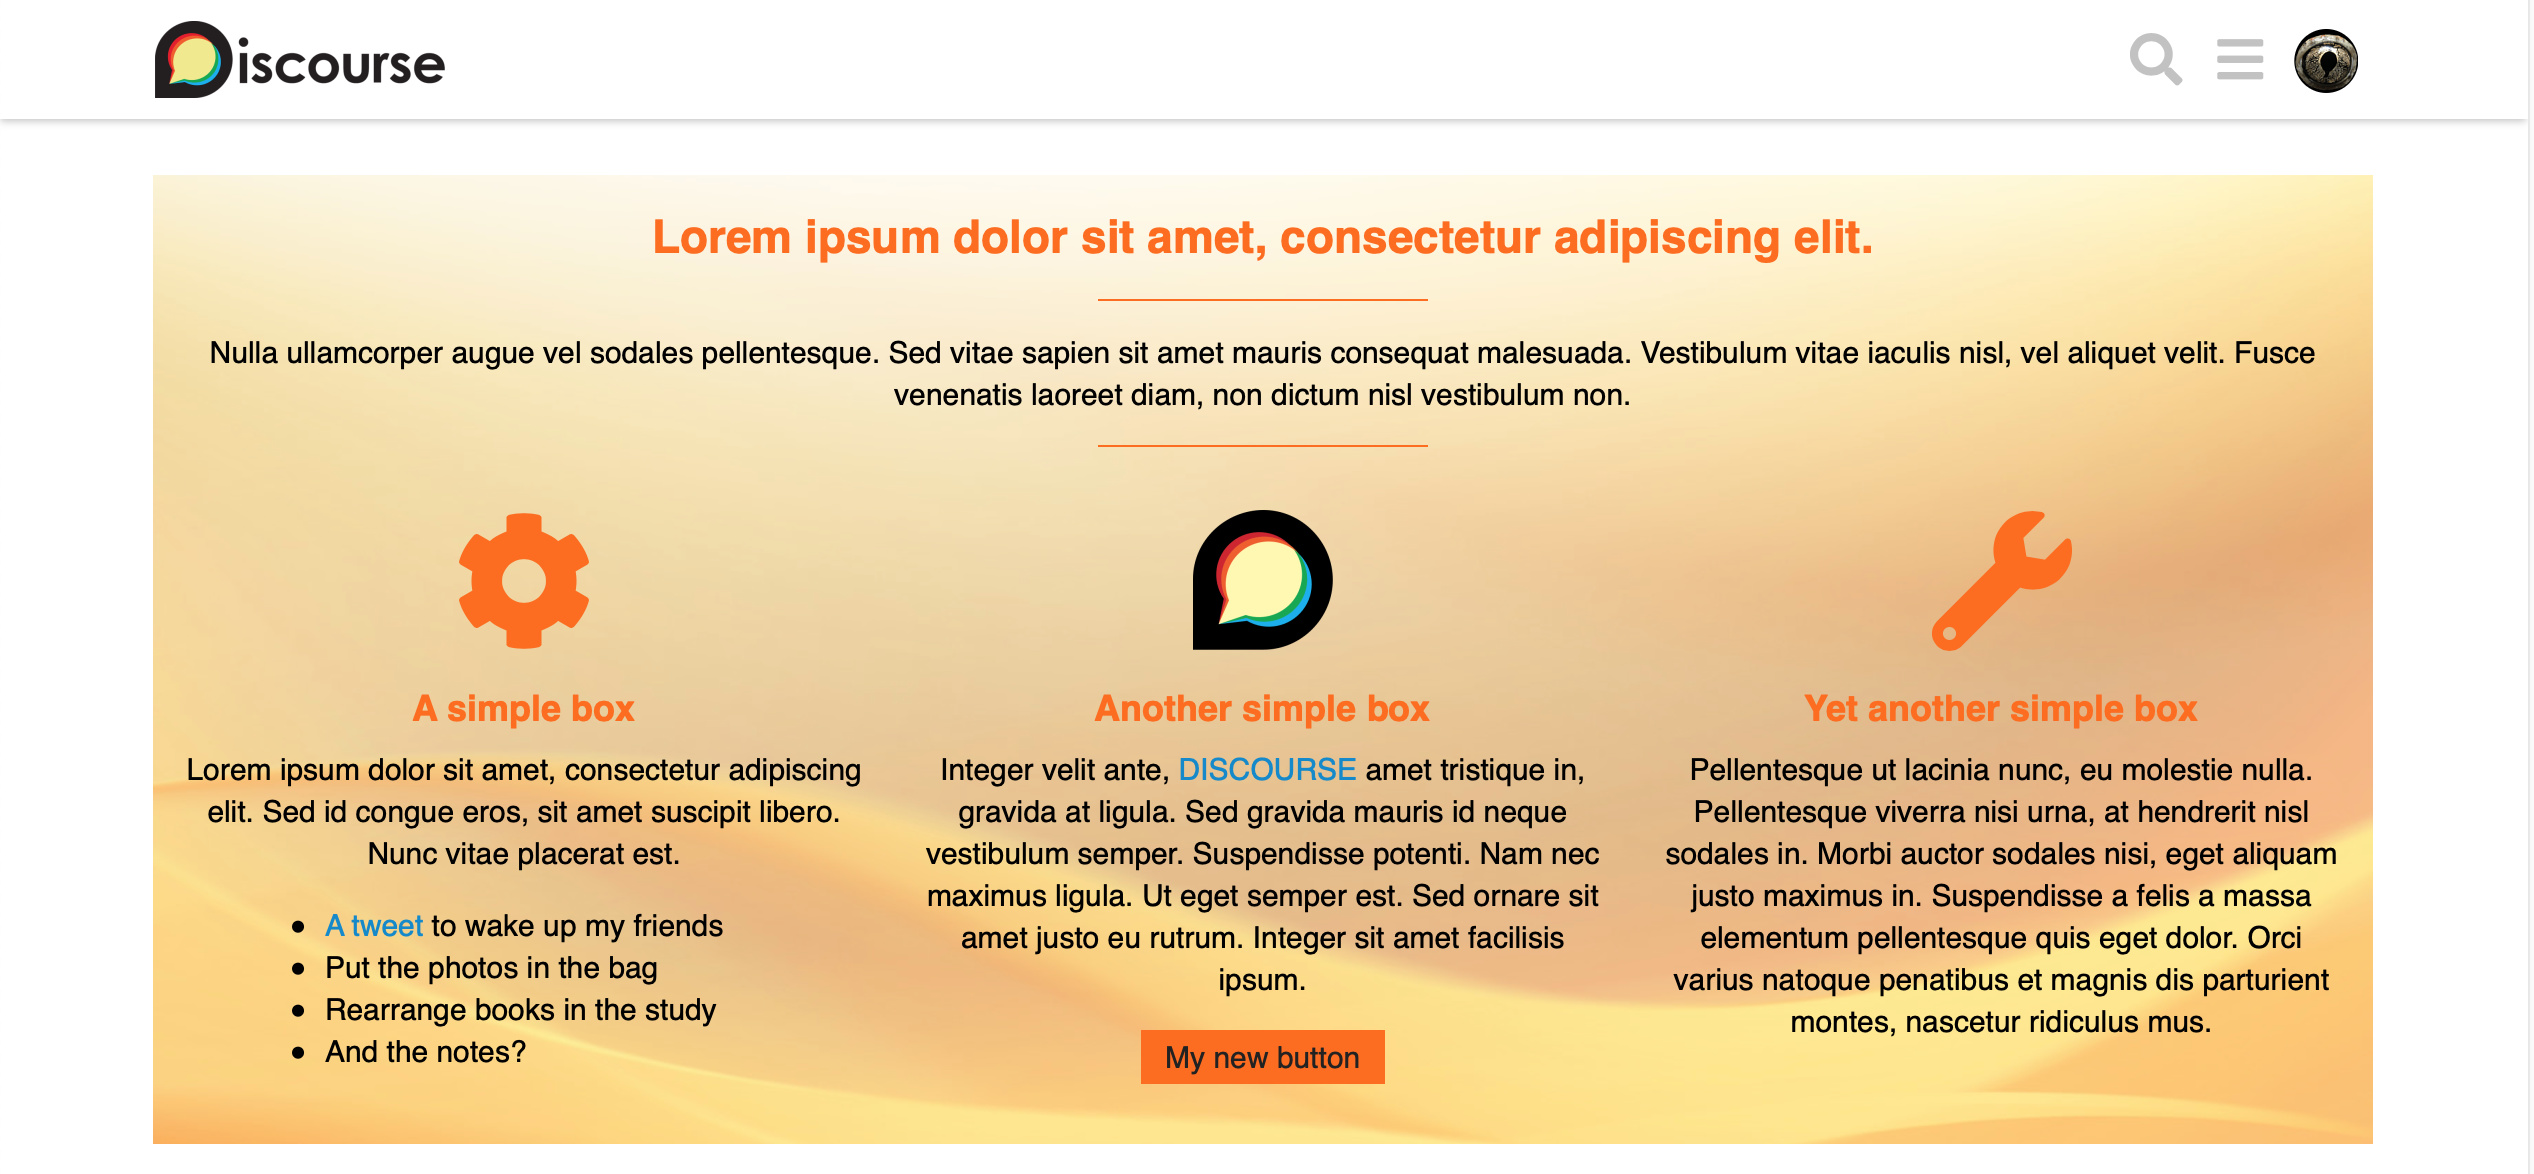 Discourse
Lorem ipsum dolor sit amet, consectetur adipiscing elit.
Nulla ullamcorper augue vel sodales pellentesque. Sed vitae sapien sit amet mauris consequat malesuada. Vestibulum vitae iaculis nisl, vel aliquet velit. Fusce
venenatis laoreet diam, non dictum nisl vestibulum non.
A simple box
Lorem ipsum dolor sit amet, consectetur adipiscing
elit. Sed id congue eros, sit amet suscipit libero.
Nunc vitae placerat est.
• A tweet to wake up my friends
• Put the photos in the bag
• Rearrange books in the study
• And the notes?
Another simple box
Integer velit ante, DISCOURSE amet tristique in,
gravida at ligula. Sed gravida mauris id neque
vestibulum semper. Suspendisse potenti. Nam nec
maximus ligula. Ut eget semper est. Sed ornare sit
amet justo eu rutrum. Integer sit amet facilisis
ipsum.
My new button
Yet another simple box
Pellentesque ut lacinia nunc, eu molestie nulla.
Pellentesque viverra nisi urna, at hendrerit nisl
sodales in. Morbi auctor sodales nisi, eget aliquam
justo maximus in. Suspendisse a felis a massa
elementum pellentesque quis eget dolor. Orci
varius natoque penatibus et magnis dis parturient
montes, nascetur ridiculus mus.